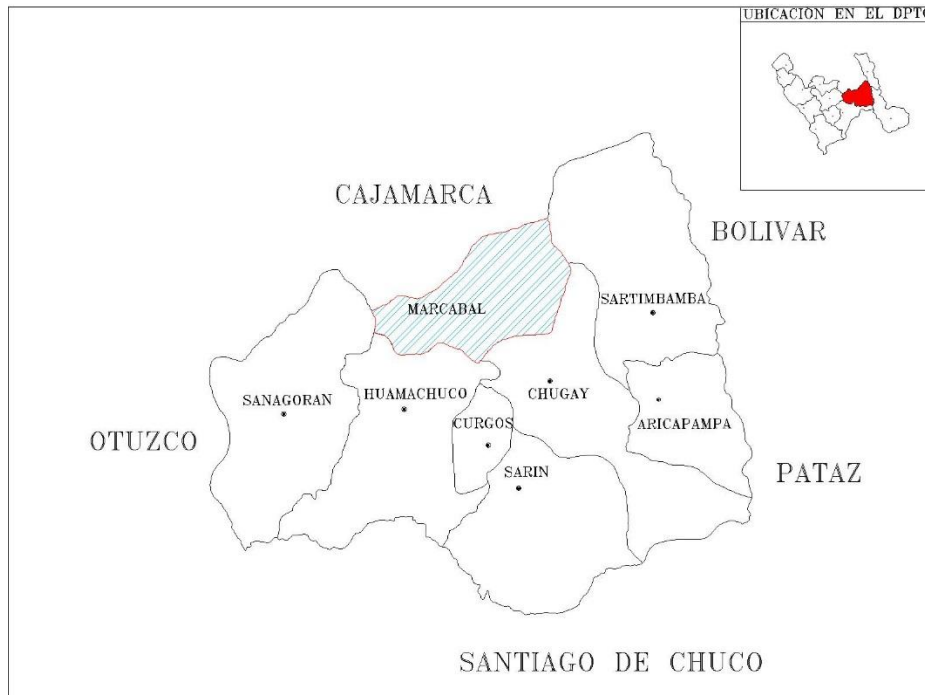 UBICACION EN EL DPTO
CAJAMARCA
BOLIVAR
SARTIMBAMBA
MARCABAL
CHUGAY
HUAMACHUCO
SANAGORAN
ARICAPAMPA
CURGOS
OTUZCO
SARIN
PATAZ
SANTIAGO DE CHUCO